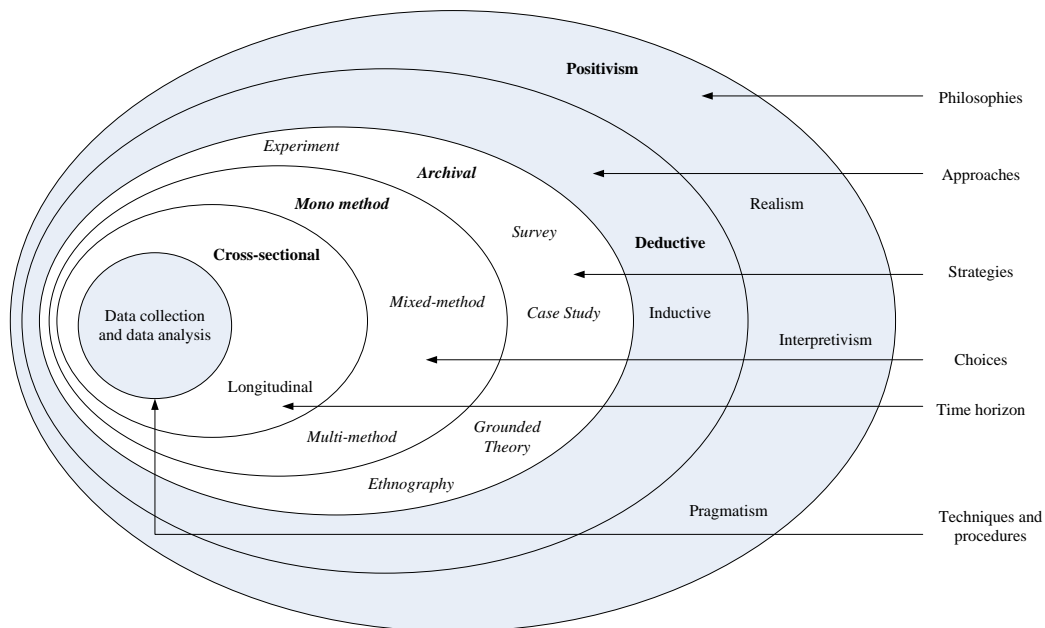 Positivism
Philosophies
Experiment
Archival
Approaches
Mono method
Realism
Survey
Deductive
Cross-sectional
Strategies
Mixed-method
Case Study
Inductive
Data collection
and data analysis
Interpretivism
Choices
Longitudinal
Time horizon
Multi-method
Grounded
Theory
Ethnography
Pragmatism
Techniques and
procedures